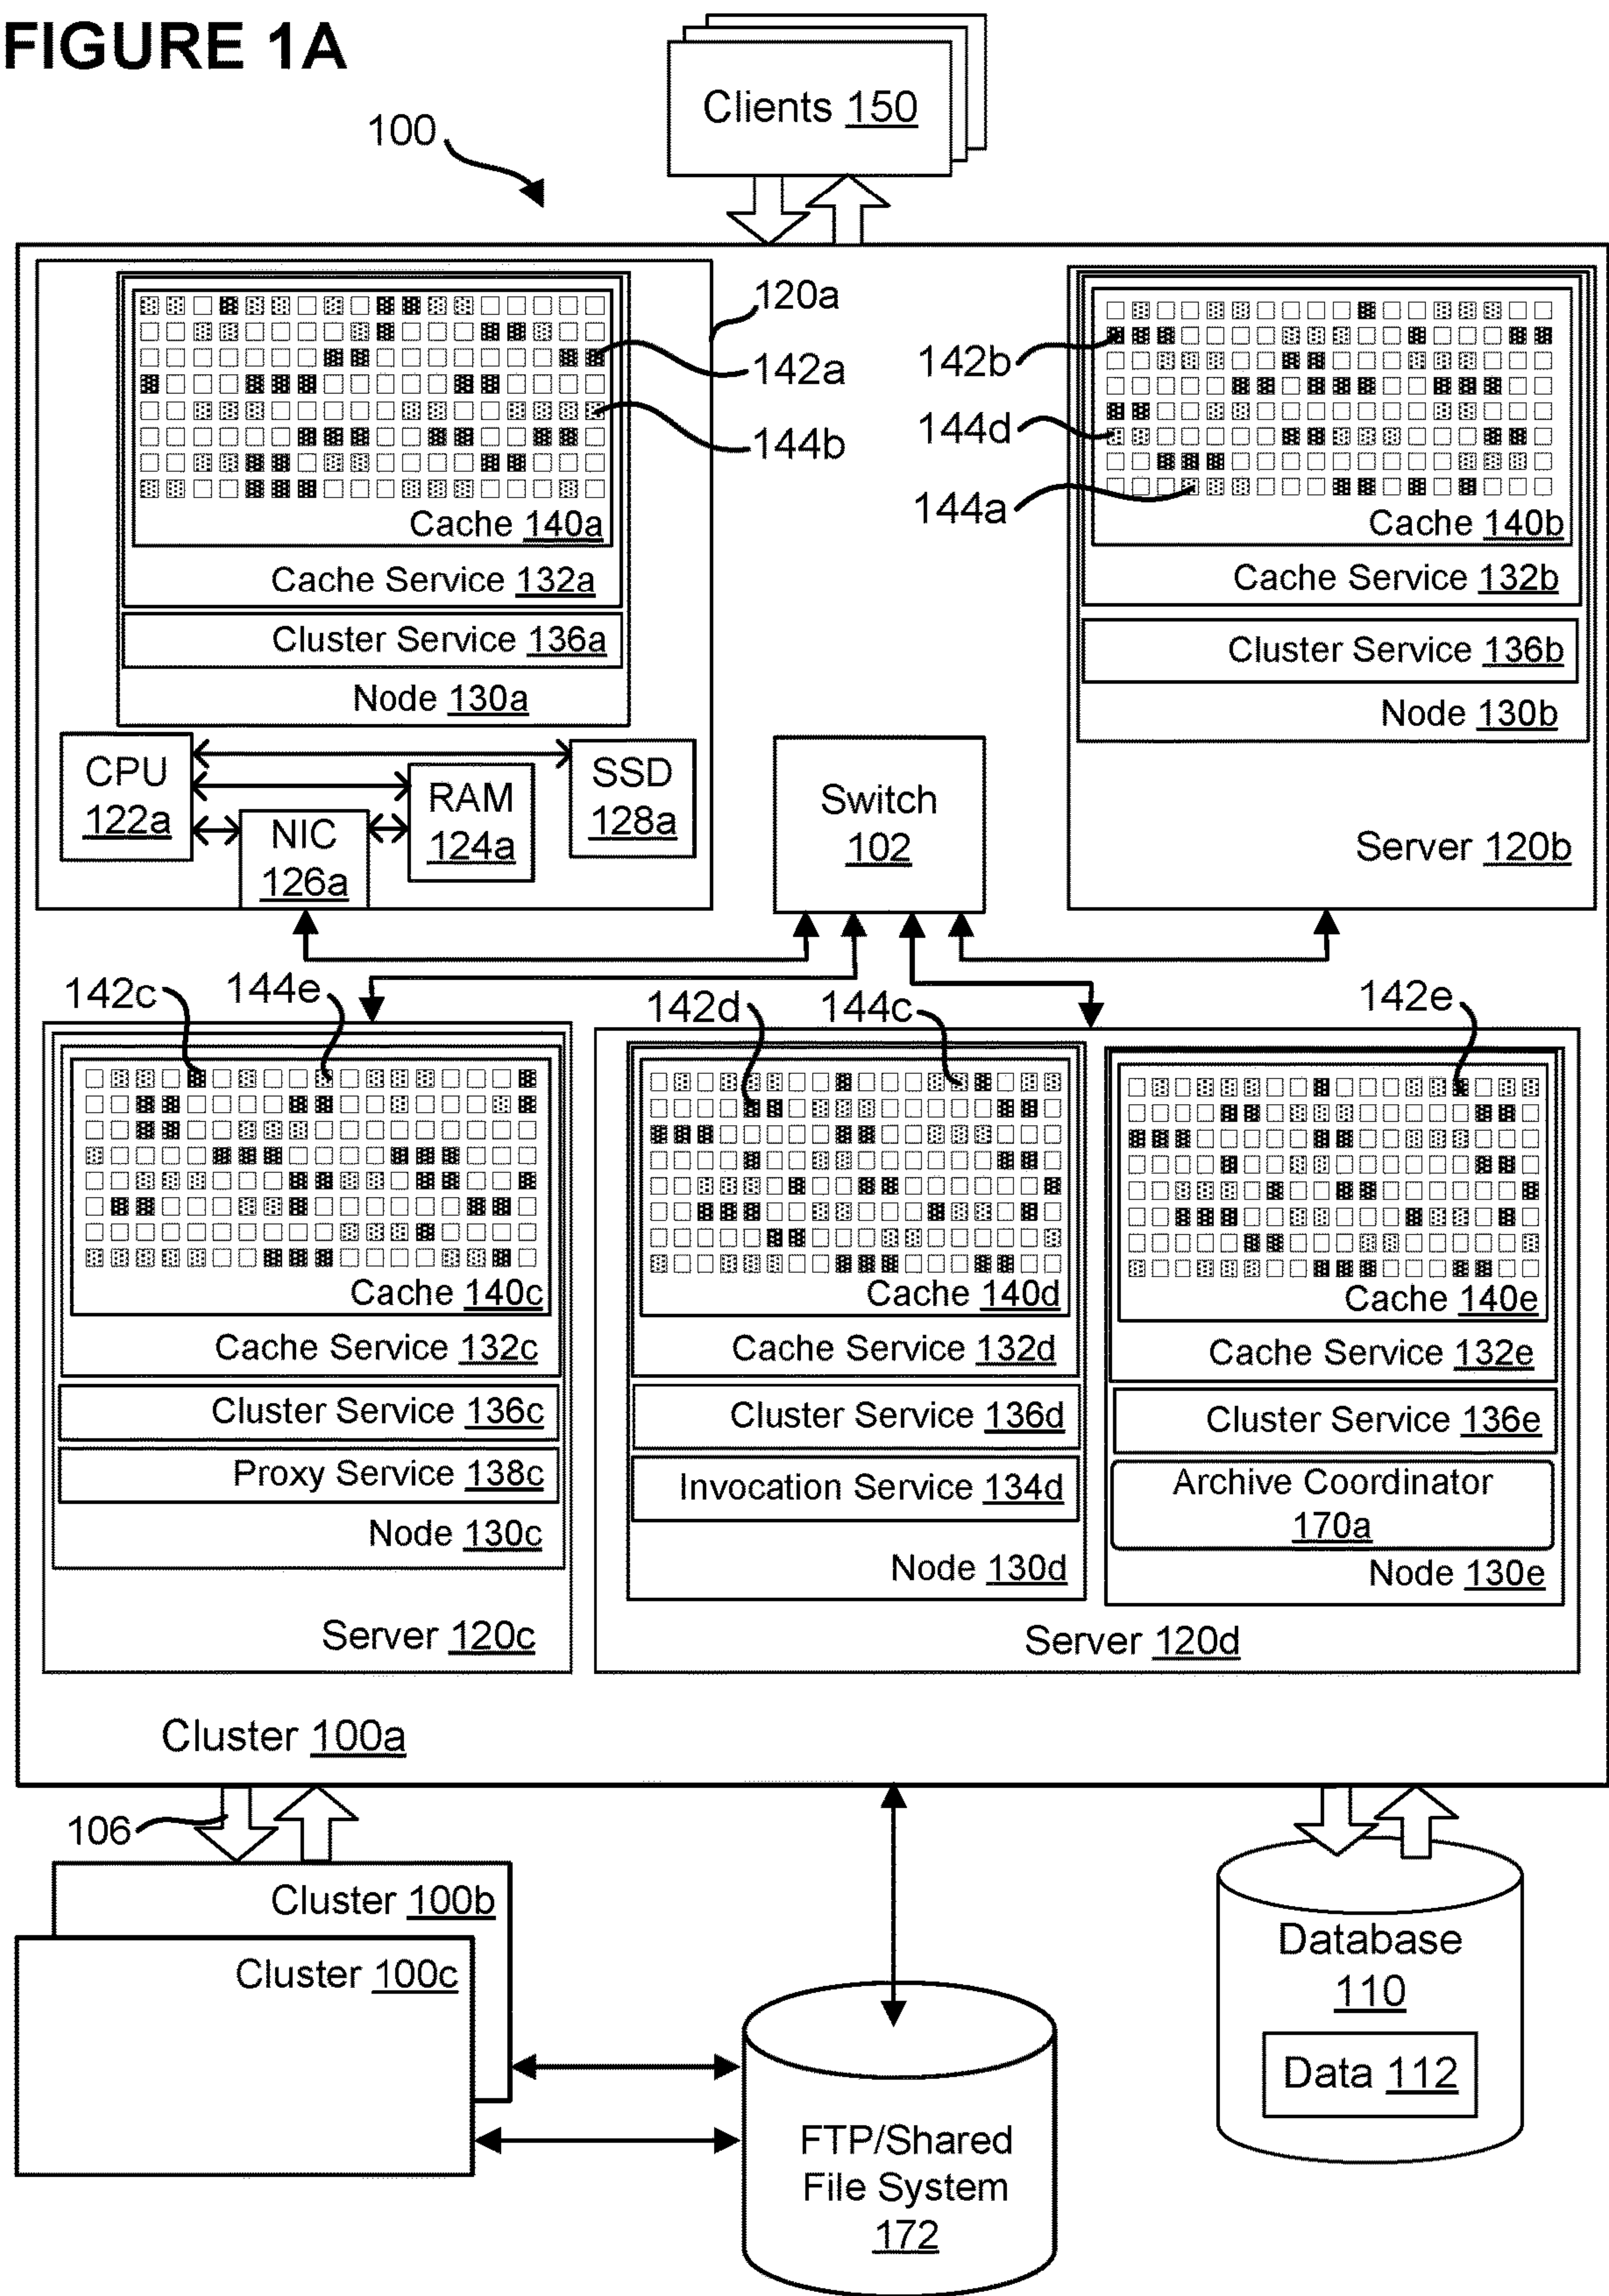 FIGURE 1A
Clients 150
100
120a
142a
144b
142b
144d
144a
Cache 140a
Cache Service 132a
Cluster Service 136a
Node 130a
CPU
122a
NIC
126a
RAM
124a
SSD
128a
Switch
102
Cache 140b
Cache Service 132b
Cluster Service 136b
Node 130b
Server 120b
142c
144e
142d
144c
142e
Cache 140c
Cache Service 132c
Cluster Service 136c
Proxy Service 138c
Node 130c
Server 120c
Cache 140d
Cache Service 132d
Cluster Service 136d
Invocation Service 134d
Node 130d
Cache 140e
Cache Service 132e
Cluster Service 136e
Archive Coordinator
170a
Node 130e
Server 120d
Cluster 100a
106
Cluster 100b
Cluster 100c
FTP/Shared
File System
172
Database
110
Data 112